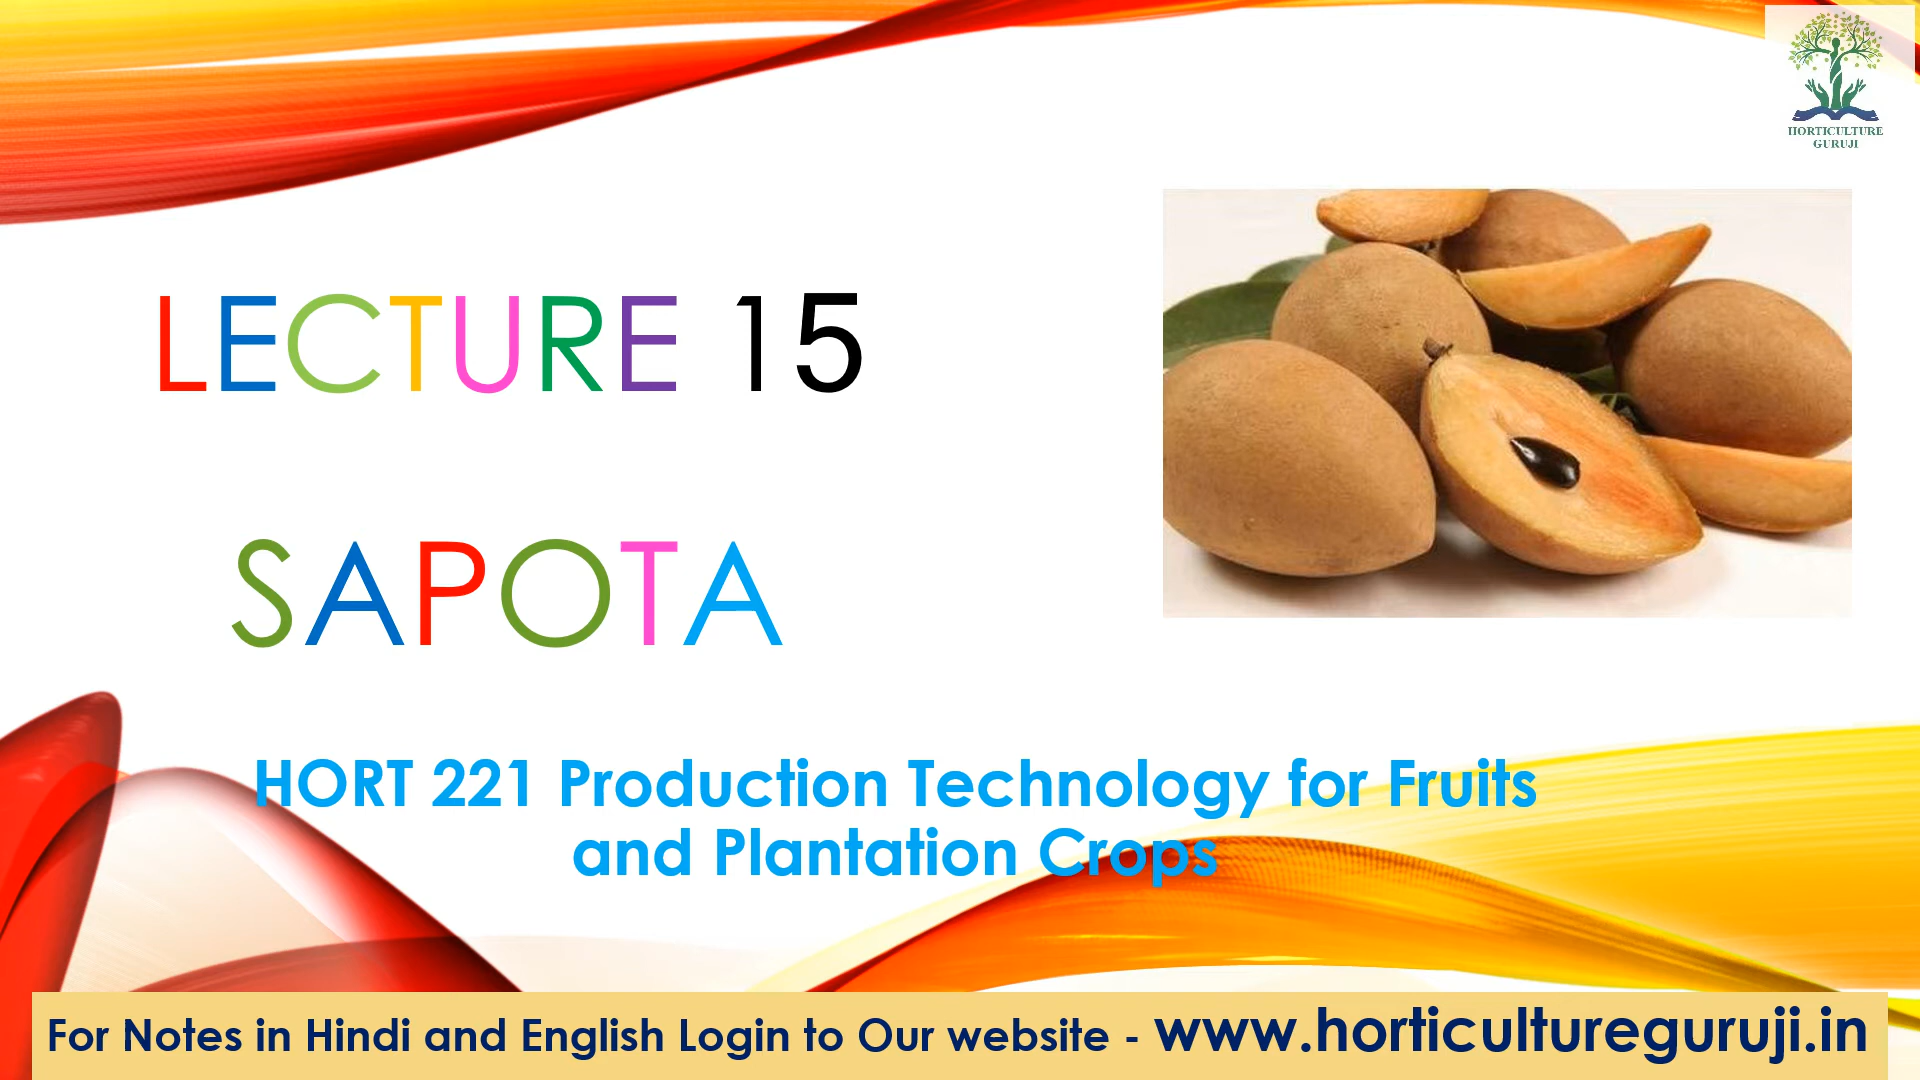 HORTICULTURE
GURUJI
LECTURE 15
SAPOTA
HORT 221 Production Technology for Fruits
and Plantation Crops
For Notes in Hindi and English Login to Our website - www.horticultureguruji.in